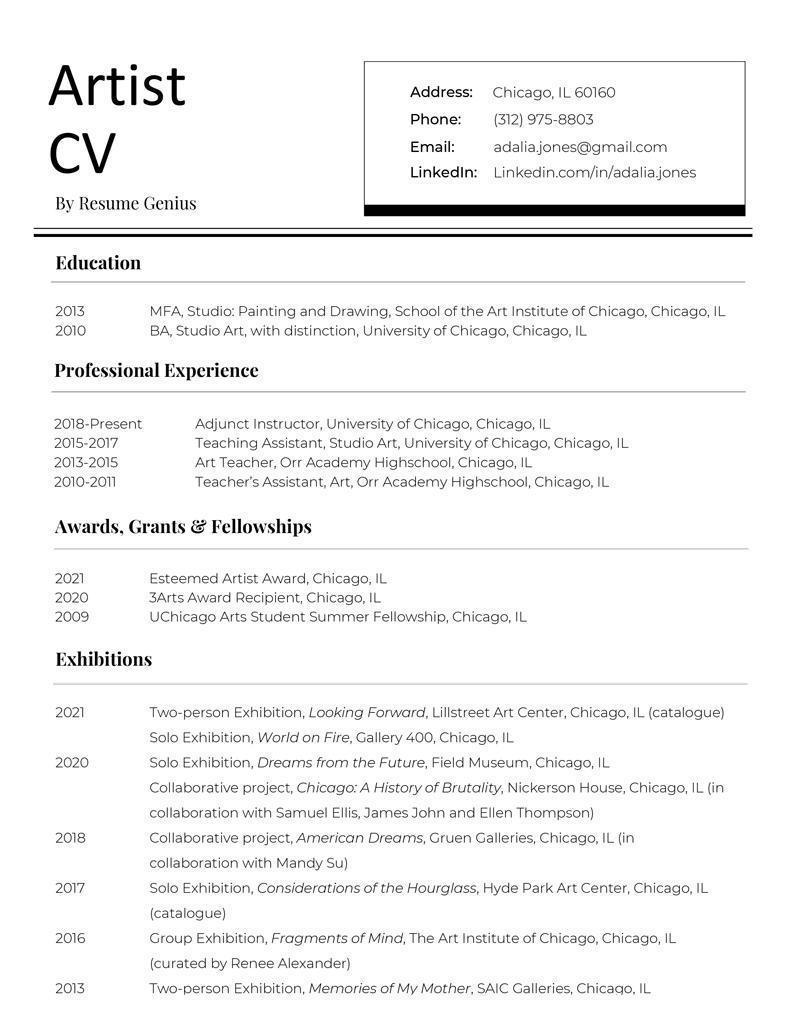 Artist
CV
By Resume Genius
Address: Chicago, IL 60160
Phone: (312) 975-8803
Email: adalia.jones@gmail.com
LinkedIn: Linkedin.com/in/adalia.jones
Education
2013 MFA, Studio: Painting and Drawing, School of the Art Institute of Chicago, Chicago, IL
2010 BA, Studio Art, with distinction, University of Chicago, Chicago, IL
Professional Experience
2018-Present Adjunct Instructor, University of Chicago, Chicago, IL
2015-2017 Teaching Assistant, Studio Art, University of Chicago, Chicago, IL
2013-2015 Art Teacher, Orr Academy Highschool, Chicago, IL
2010-2011 Teacher’s Assistant, Art, Orr Academy Highschool, Chicago, IL
Awards, Grants & Fellowships
2021 Esteemed Artist Award, Chicago, IL
2020 3Arts Award Recipient, Chicago, IL
2009 UChicago Arts Student Summer Fellowship, Chicago, IL
Exhibitions
2021 Two-person Exhibition, Looking Forward, Lillstreet Art Center, Chicago, IL (catalogue)
Solo Exhibition, World on Fire, Gallery 400, Chicago, IL
2020 Solo Exhibition, Dreams from the Future, Field Museum, Chicago, IL
Collaborative project, Chicago: A History of Brutality, Nickerson House, Chicago, IL (in
collaboration with Samuel Ellis, James John and Ellen Thompson)
2018 Collaborative project, American Dreams, Gruen Galleries, Chicago, IL (in
collaboration with Mandy Su)
2017 Solo Exhibition, Considerations of the Hourglass, Hyde Park Art Center, Chicago, IL
(catalogue)
2016 Group Exhibition, Fragments of Mind, The Art Institute of Chicago, Chicago, IL
(curated by Renee Alexander)
2013 Two-person Exhibition, Memories of My Mother, SAIC Galleries, Chicago, IL